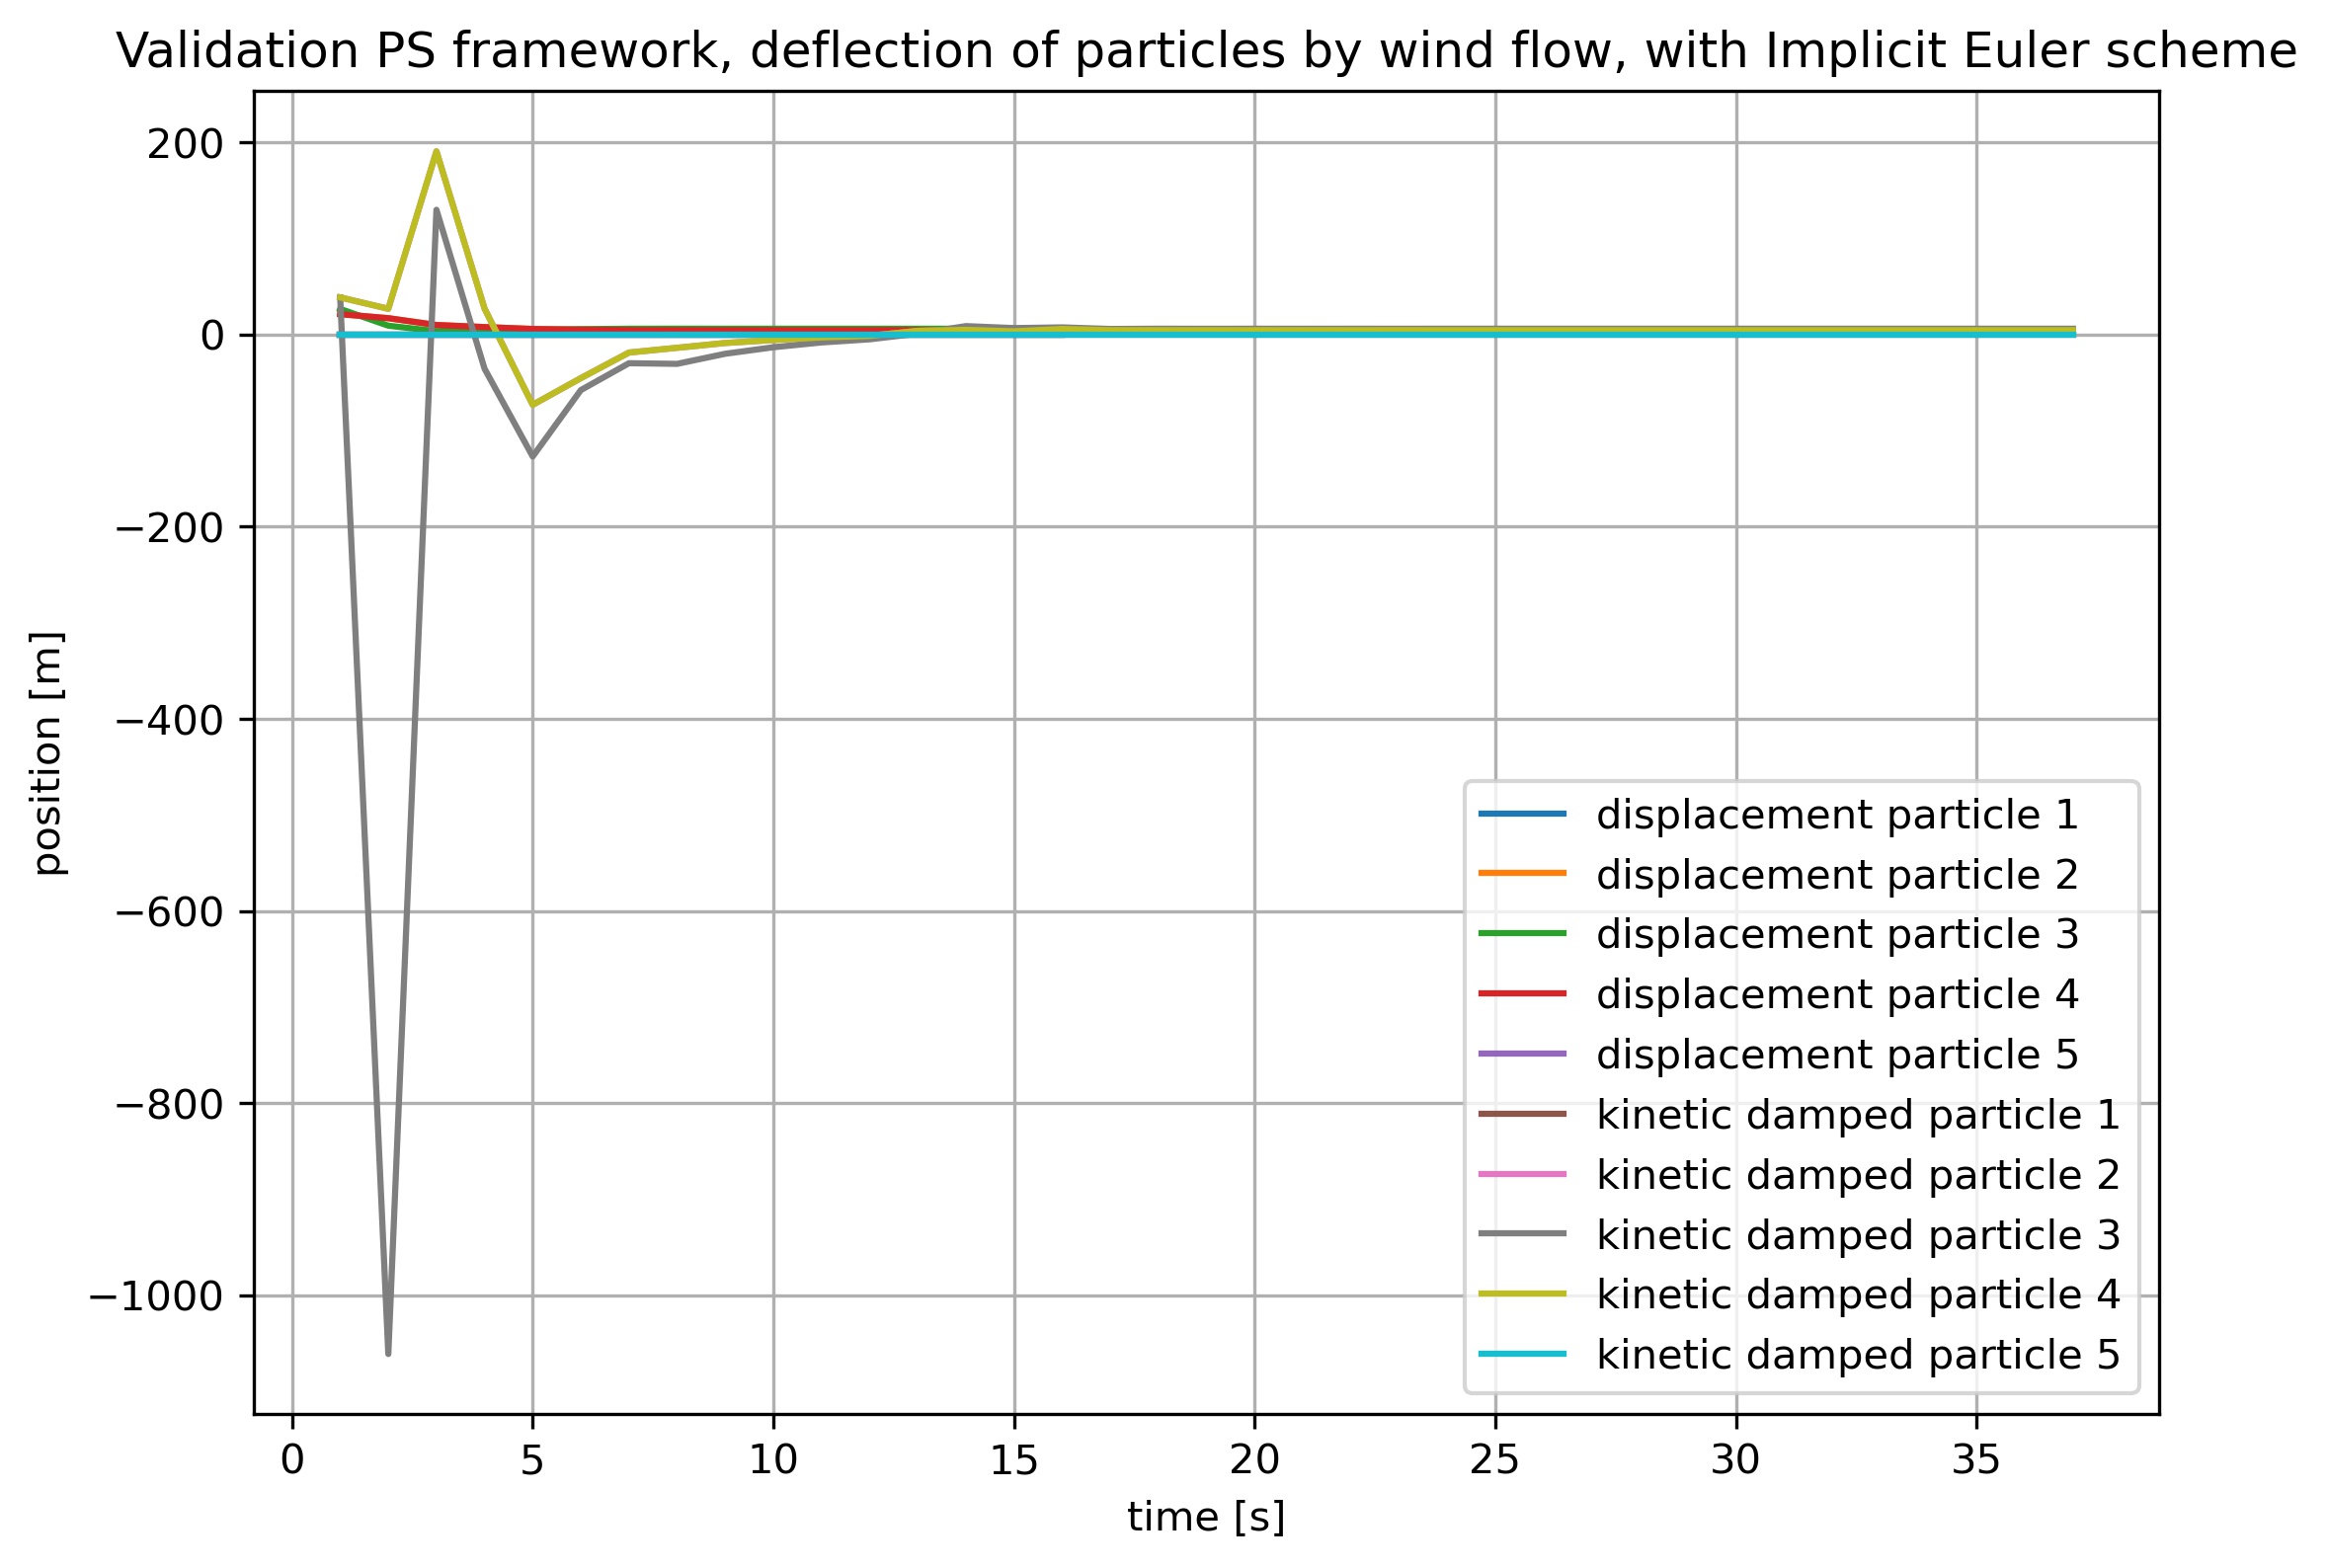 Validation PS framework, deflection of particles by wind flow, with Implicit Euler scheme
200
0
−200
−400
−600
−800
−1000
position [m]
displacement particle 1
displacement particle 2
displacement particle 3
displacement particle 4
displacement particle 5
kinetic damped particle 1
kinetic damped particle 2
kinetic damped particle 3
kinetic damped particle 4
kinetic damped particle 5
0 5 10 15 20 25 30 35
time [s]